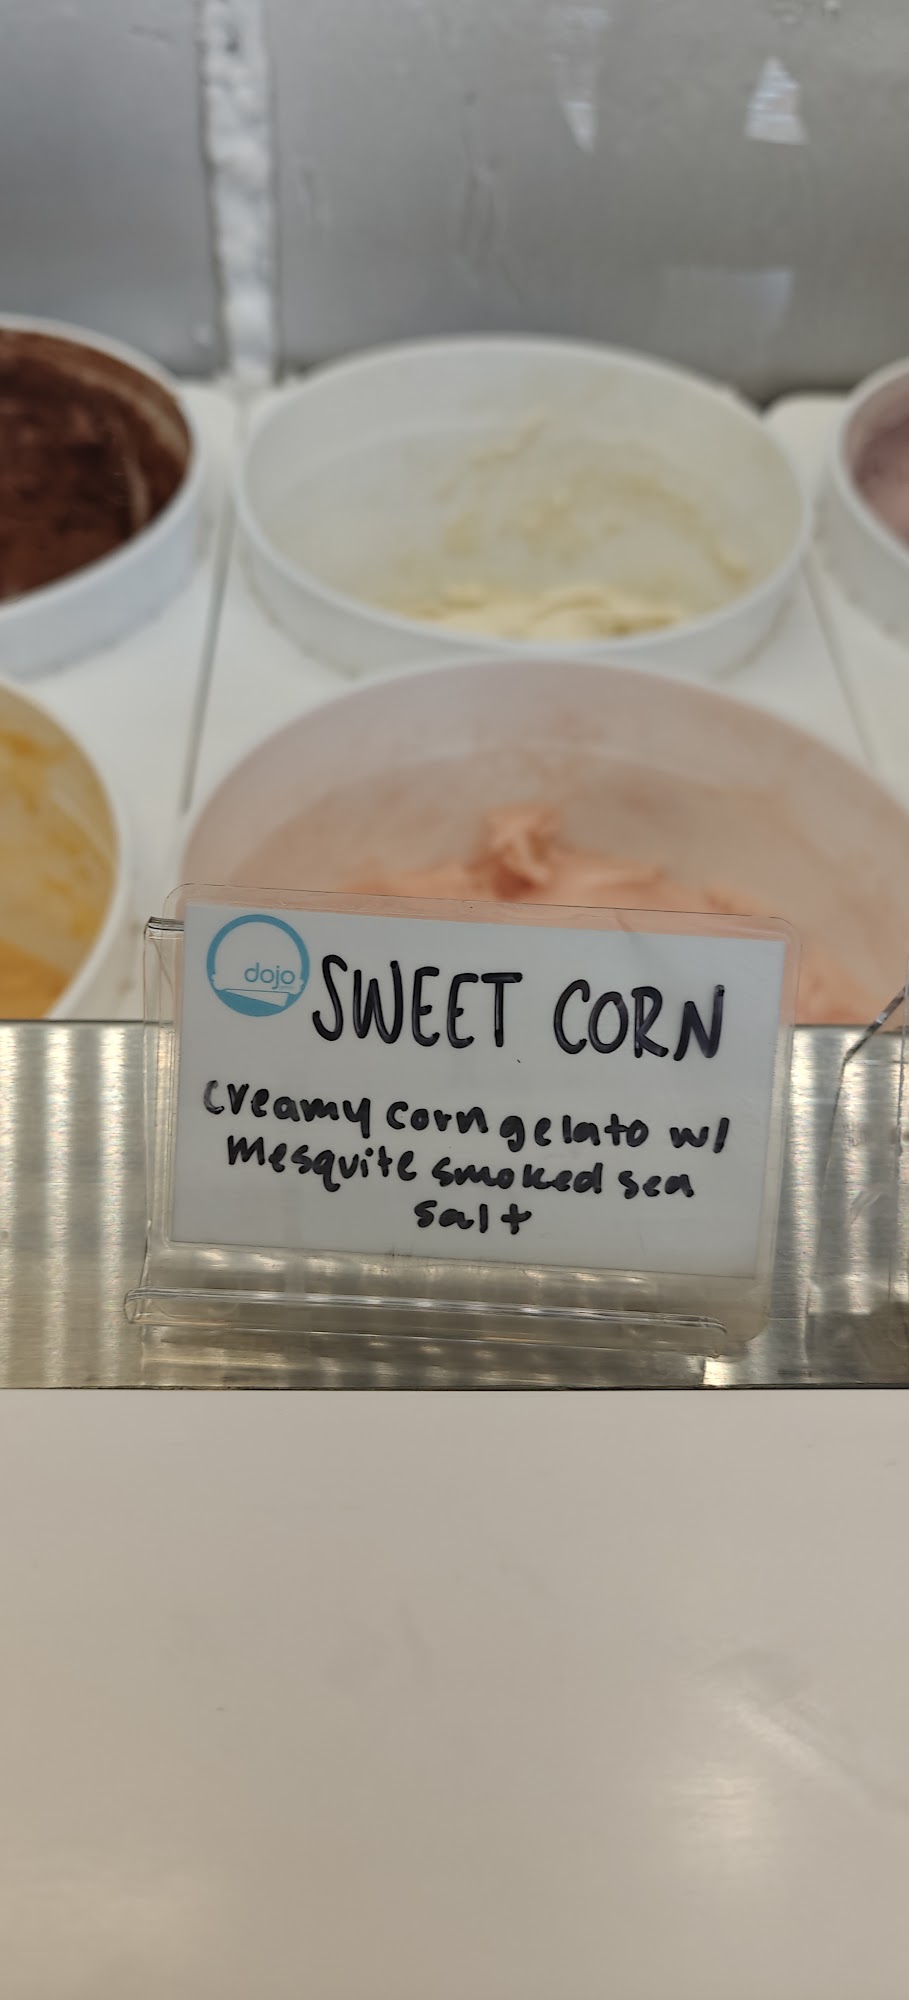 dojo
SWEET CORN
creamy corn gelato w/
mesquite smoked sea
salt